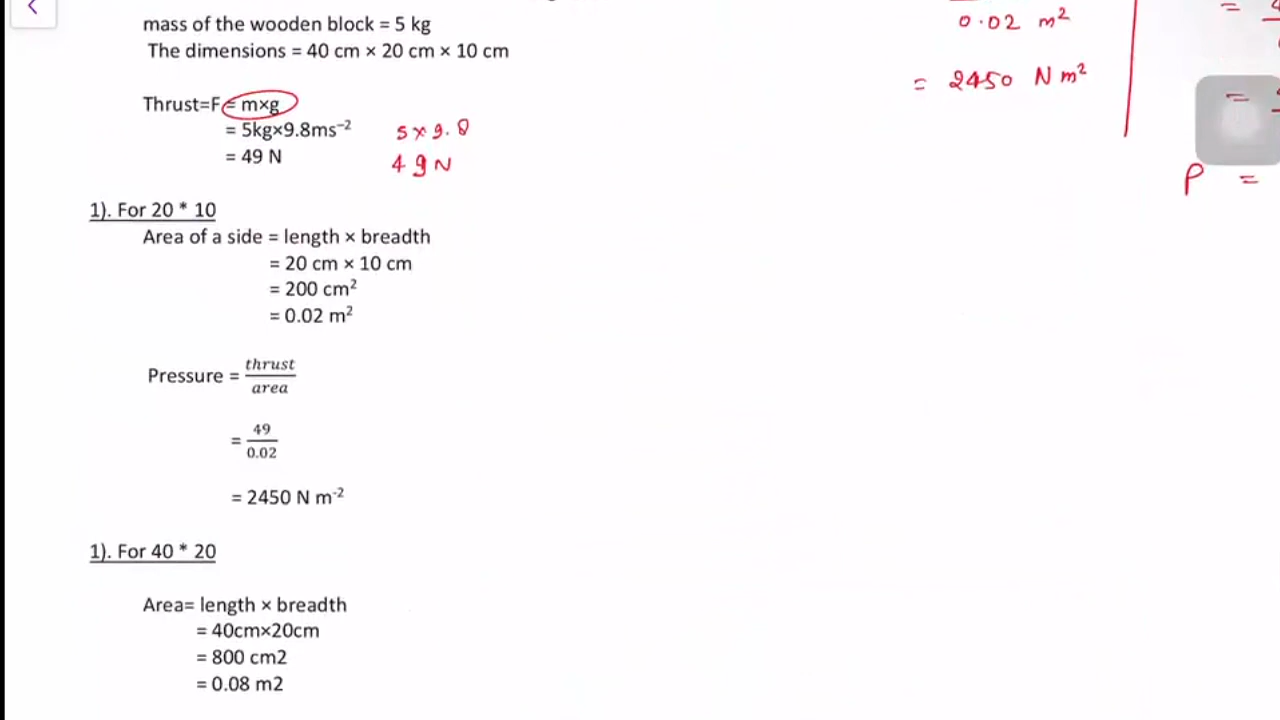 mass of the wooden block = 5 kg
The dimensions = 40 cm × 20 cm × 10 cm
Thrust=F = m×g
= 5kg×9.8ms⁻²
= 49 N
5 × 9.8
49 N
1). For 20 * 10
Area of a side = length × breadth
= 20 cm × 10 cm
= 200 cm²
= 0.02 m²
Pressure = thrust
area
= 49
0.02
= 2450 N m⁻²
1). For 40 * 20
Area= length × breadth
= 40cm×20cm
= 800 cm2
= 0.08 m2
0.02 m²
= 2450 N m²
=
=
P =